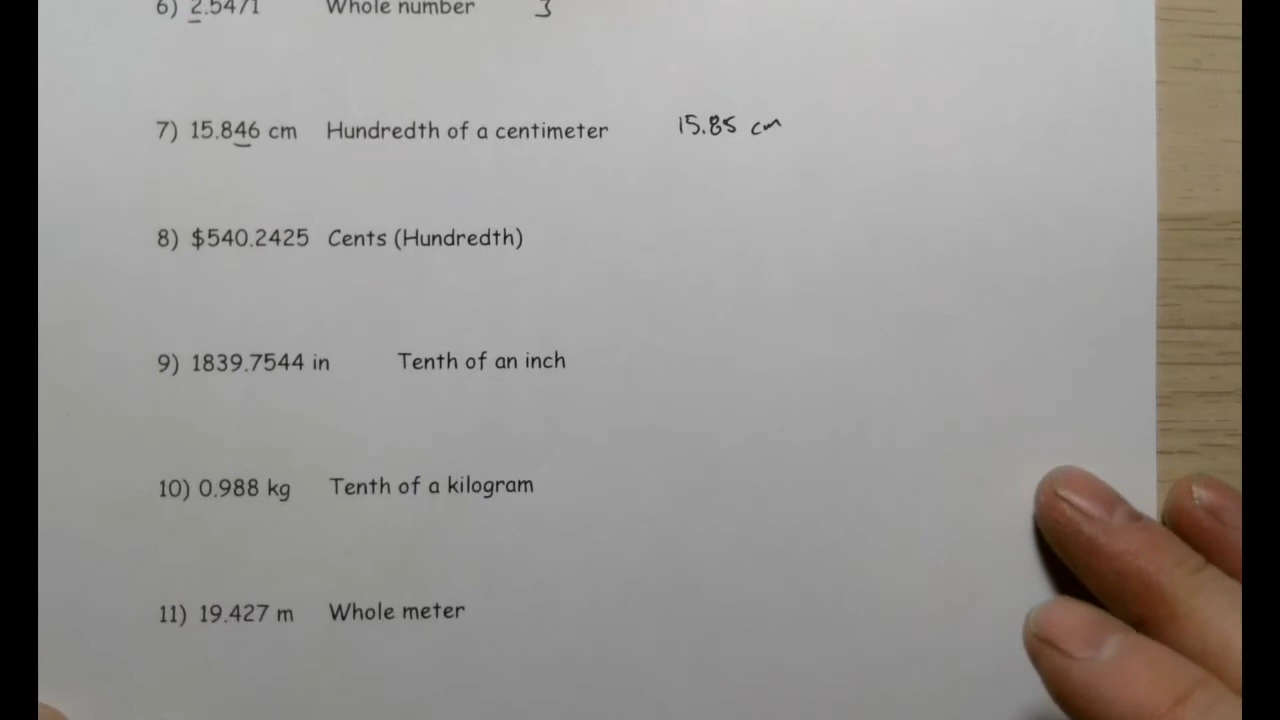 6) 2.5471 Whole number 3
7) 15.846 cm Hundredth of a centimeter 15.85 cm
8) $540.2425 Cents (Hundredth)
9) 1839.7544 in Tenth of an inch
10) 0.988 kg Tenth of a kilogram
11) 19.427 m Whole meter